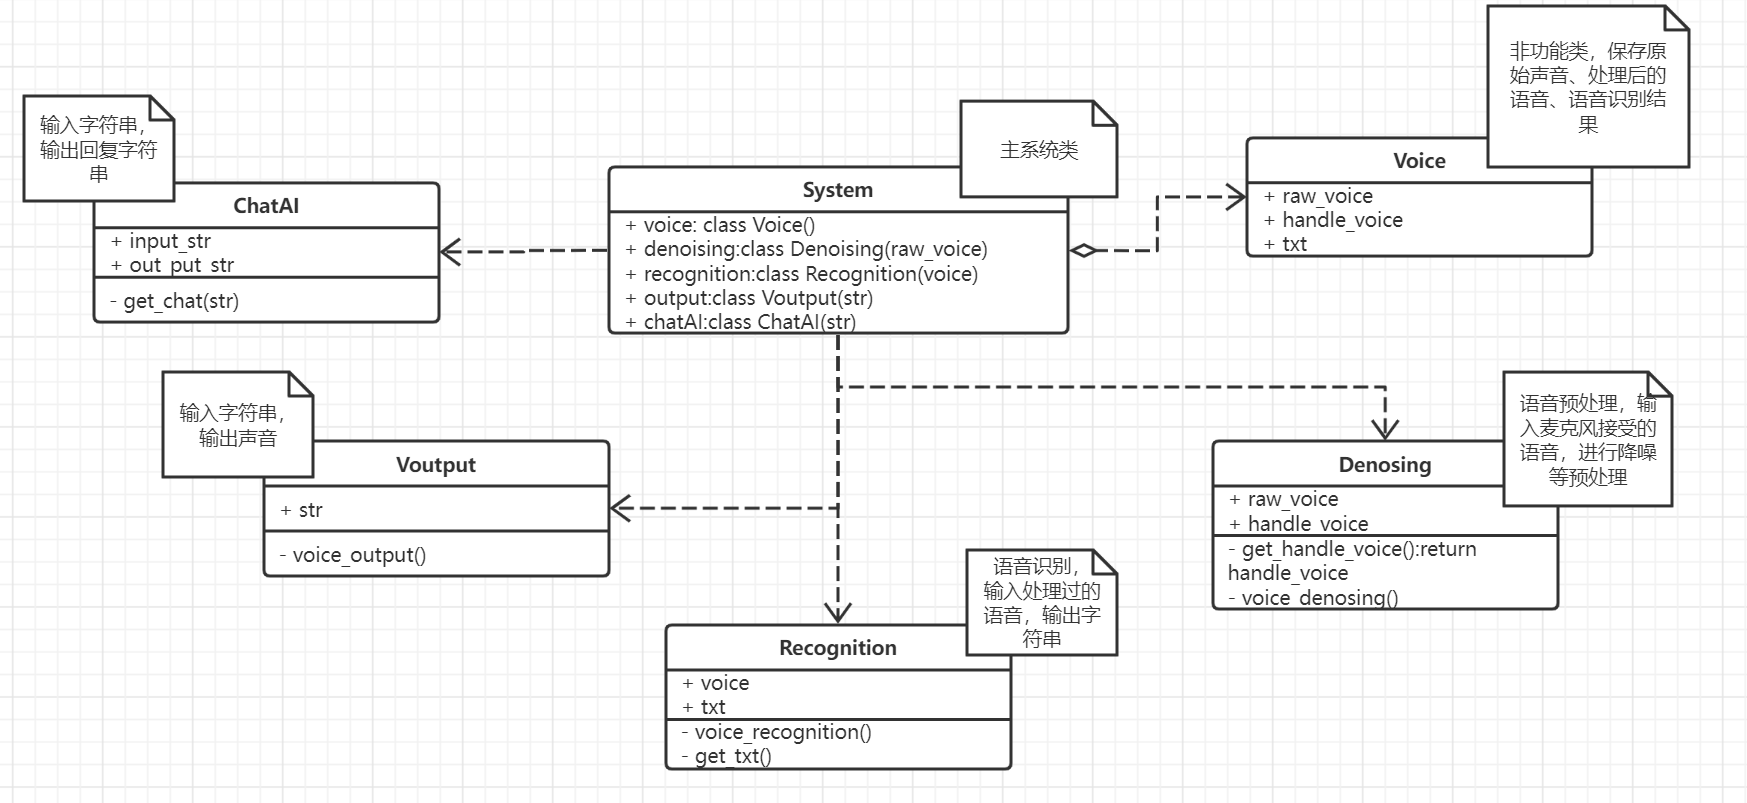 输入字符串，
输出回复字符
串
ChatAI
+ input_str
+ out_put_str
- get_chat(str)
主系统类
System
+ voice: class Voice()
+ denoising:class Denoising(raw_voice)
+ recognition:class Recognition(voice)
+ output:class Voutput(str)
+ chatAI:class ChatAI(str)
非功能类，保存原
始声音、处理后的
语音、语音识别结
果
Voice
+ raw_voice
+ handle_voice
+ txt
输入字符串，
输出声音
Voutput
+ str
- voice_output()
语音识别，
输入处理过的
语音，输出字
符串
Recognition
+ voice
+ txt
- voice_recognition()
- get_txt()
语音预处理，输
入麦克风接受的
语音，进行降噪
等预处理
Denosing
+ raw_voice
+ handle_voice
- get_handle_voice():return
handle_voice
- voice_denosing()